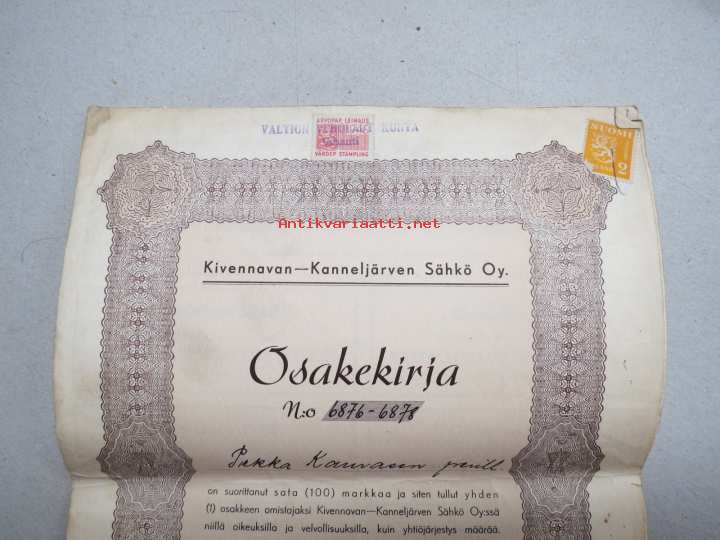 ARVOPAP. LEIMAUS
VALTION KUNTA
VÄRDEP. STÄMPLING
SUOMI
2
Antikvariaatti.net
Kivennavan—Kanneljärven Sähkö Oy.
Osakekirja
N:o 6876-6878
Pekka
on suorittanut sata (100) markkaa ja siten tullut yhden
(1) osakkeen omistajaksi Kivennavan—Kanneljärven Sähkö Oy:ssä
niillä oikeuksilla ja velvollisuuksilla, kuin yhtiöjärjestys määrää.